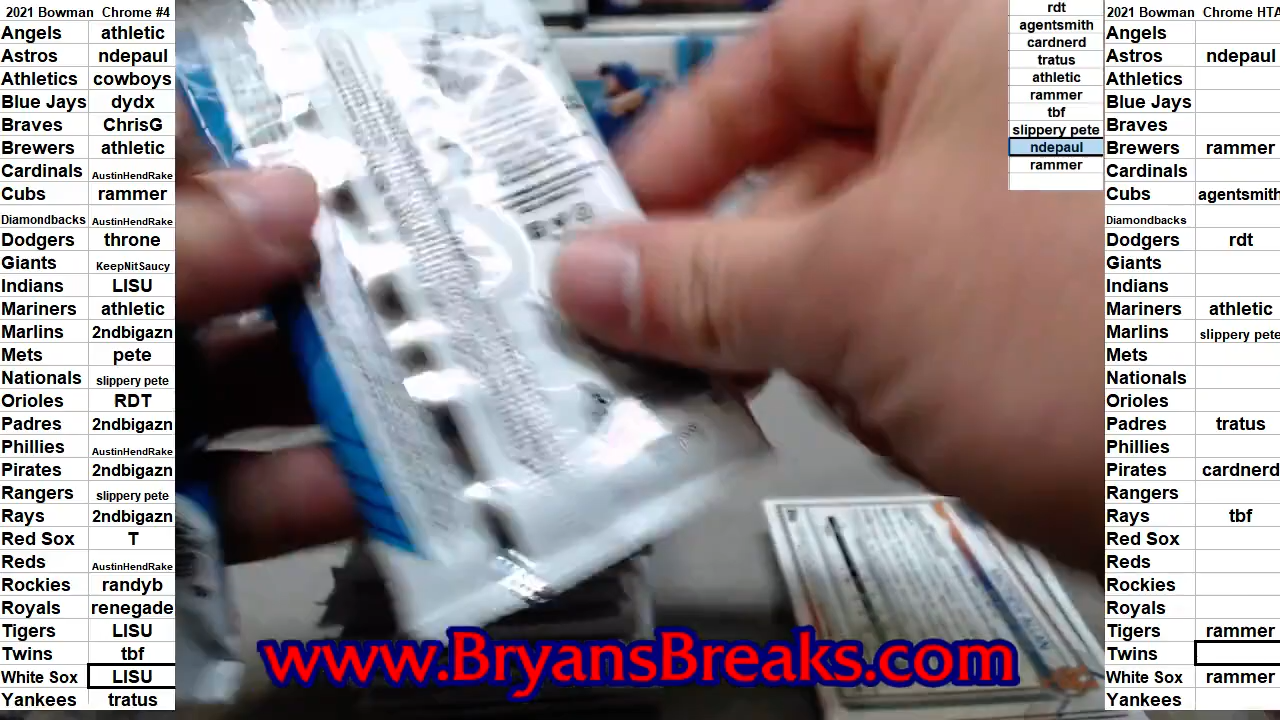 2021 Bowman Chrome #4
Angels athletic
Astros ndepaul
Athletics cowboys
Blue Jays dydx
Braves ChrisG
Brewers athletic
Cardinals AustinHendRake
Cubs rammer
Diamondbacks AustinHendRake
Dodgers throne
Giants KeepNitSaucy
Indians LISU
Mariners athletic
Marlins 2ndbigazn
Mets pete
Nationals slippery pete
Orioles RDT
Padres 2ndbigazn
Phillies AustinHendRake
Pirates 2ndbigazn
Rangers slippery pete
Rays 2ndbigazn
Red Sox T
Reds AustinHendRake
Rockies randyb
Royals renegade
Tigers LISU
Twins tbf
White Sox LISU
Yankees tratus
rdt
agentsmith
cardnerd
tratus
athletic
rammer
tbf
slippery pete
ndepaul
rammer
2021 Bowman Chrome HTA
Angels
Astros ndepaul
Athletics
Blue Jays
Braves
Brewers rammer
Cardinals
Cubs agentsmith
Diamondbacks
Dodgers rdt
Giants
Indians
Mariners athletic
Marlins slippery pete
Mets
Nationals
Orioles
Padres tratus
Phillies
Pirates cardnerd
Rangers
Rays tbf
Red Sox
Reds
Rockies
Royals
Tigers rammer
Twins
White Sox rammer
Yankees
www.BryansBreaks.com